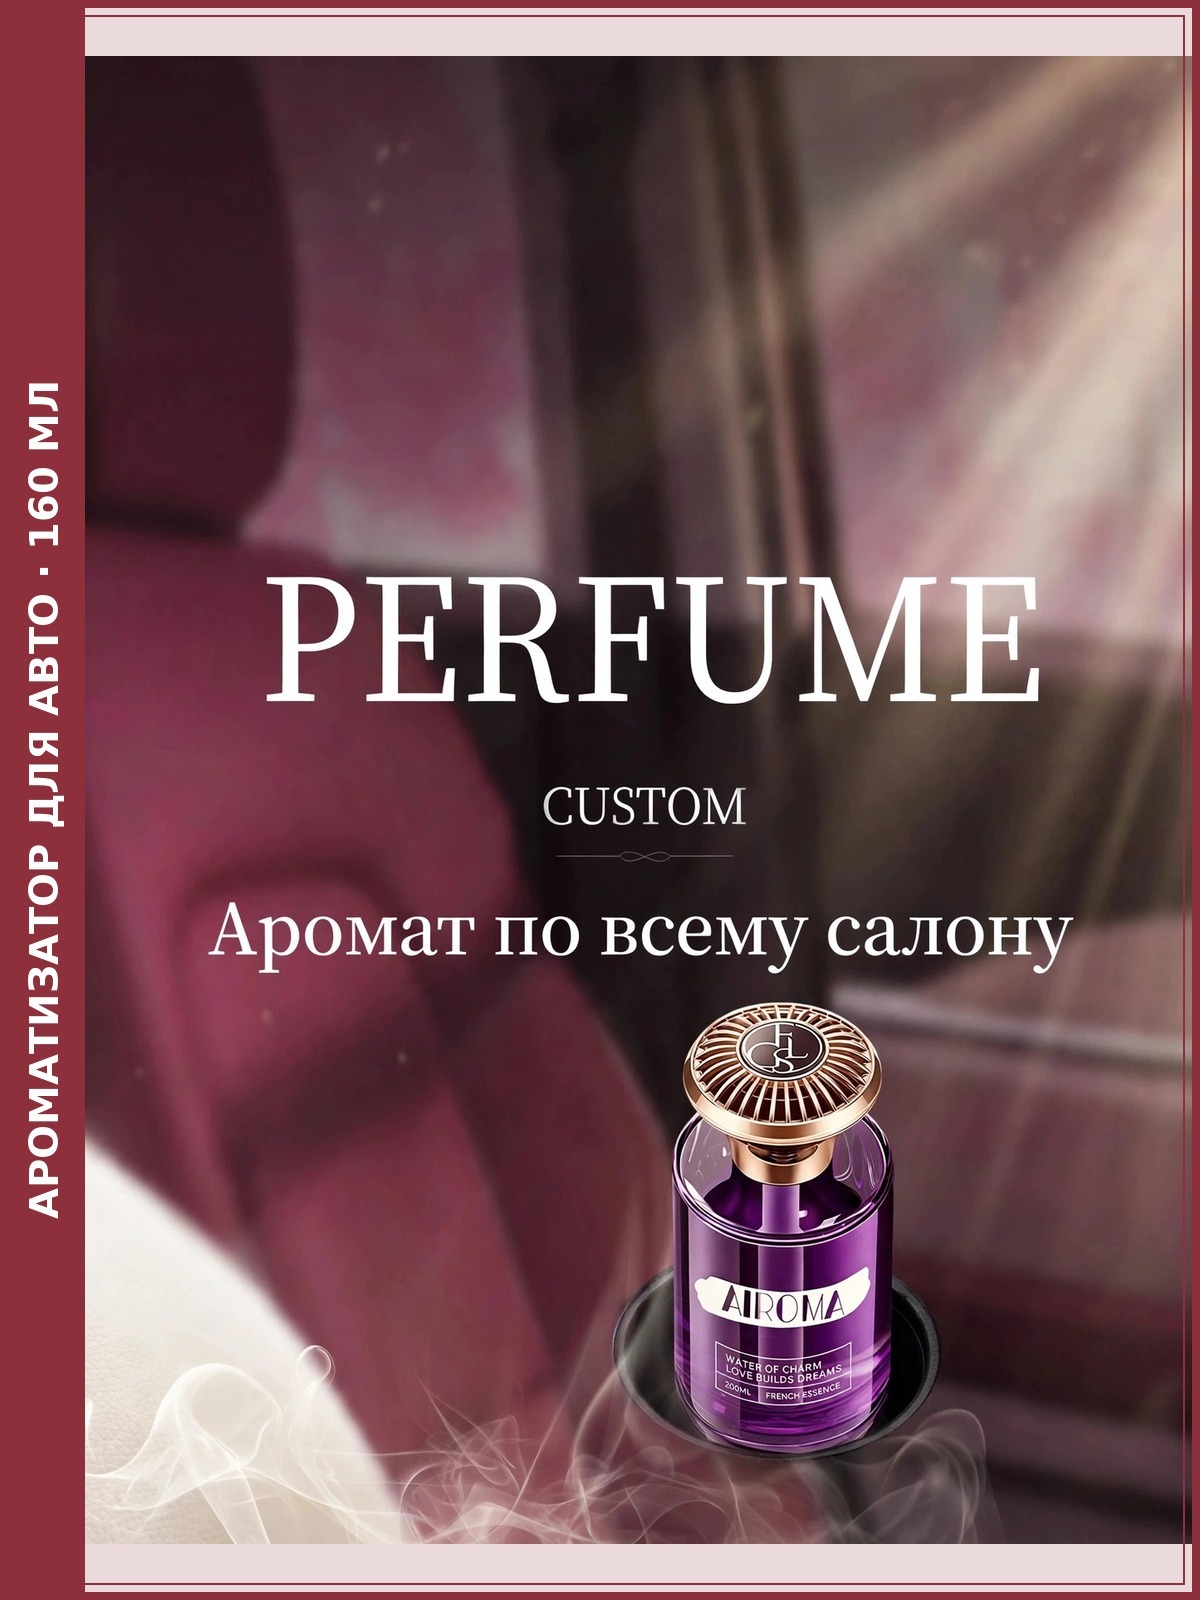 АРОМАТИЗАТОР ДЛЯ АВТО · 160 МЛ
PERFUME
CUSTOM
Аромат по всему салону
AIROMA
WATER OF CHARM
LOVE BUILDS DREAMS
200ML FRENCH ESSENCE